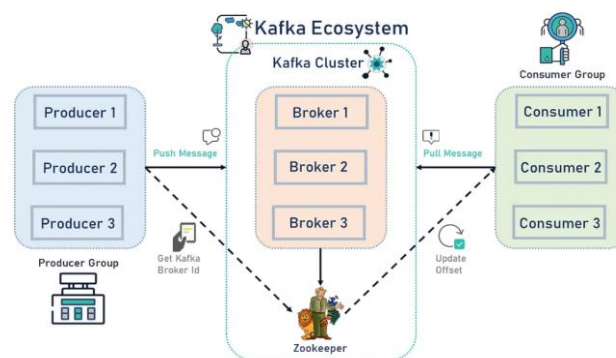 Kafka Ecosystem
Kafka Cluster
Consumer Group
Producer 1
Producer 2
Producer 3
Producer Group
Push Message
Get Kafka
Broker Id
Broker 1
Broker 2
Broker 3
Zookeeper
Pull Message
Update
Offset
Consumer 1
Consumer 2
Consumer 3